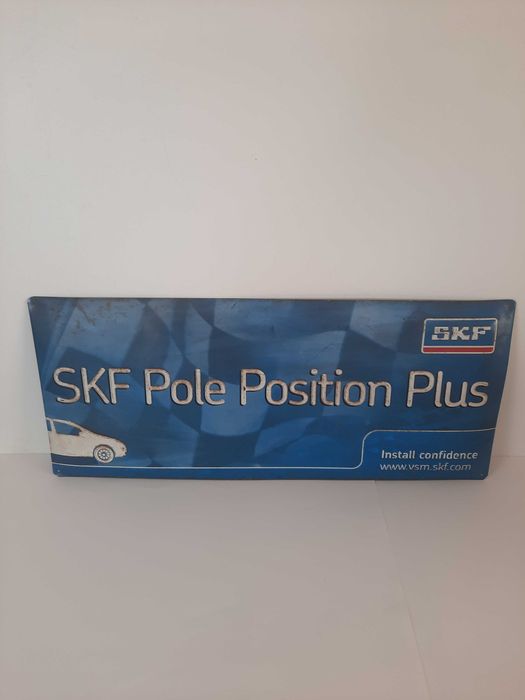 SKF
SKF Pole Position Plus
Install confidence
www.vsm.skf.com